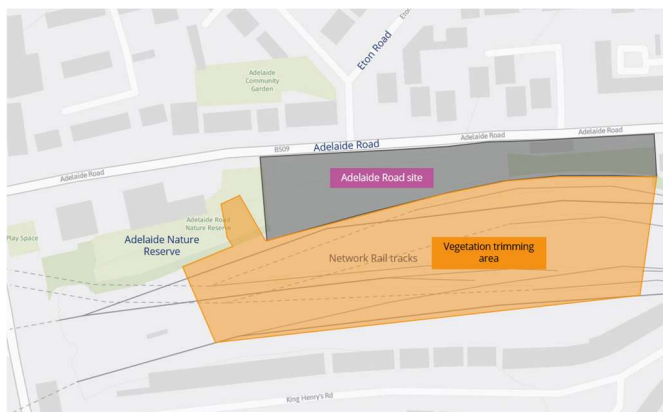 Eton Road
Eton
Adelaide
Community
Garden
B509
Adelaide Road
Adelaide Road
Adelaide Road
Adelaide Road
Adelaide Road site
Adelaide Road
Nature Reserve
Play Space
Adelaide Nature
Reserve
Network Rail tracks
Vegetation trimming
area
King Henry's Rd